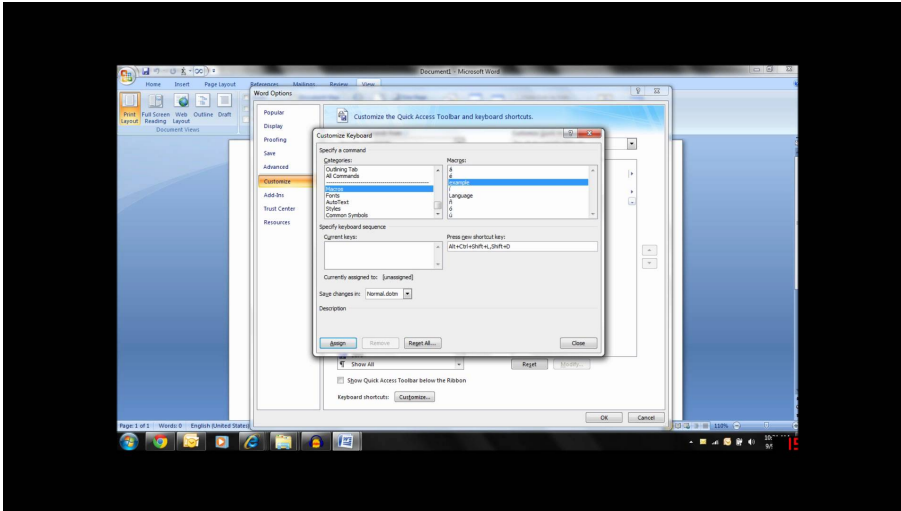 Document1 - Microsoft Word
Home Insert Page Layout References Mailings Review View
Print Layout
Full Screen Reading
Web Layout
Outline
Draft
Document Views
Word Options
Popular
Display
Proofing
Save
Advanced
Customize
Add-Ins
Trust Center
Resources
Customize the Quick Access Toolbar and keyboard shortcuts.
Customize Keyboard
Specify a command
Categories:
Outlining Tab
All Commands
Macros
Fonts
AutoText
Styles
Common Symbols
Macros:
á
é
example
í
Language
ñ
ó
ú
Specify keyboard sequence
Current keys:
Press new shortcut key:
Alt+Ctrl+Shift+L,Shift+D
Currently assigned to: [unassigned]
Save changes in: Normal.dotm
Description
Assign Remove Reset All... Close
Show All
Reset Modify...
Show Quick Access Toolbar below the Ribbon
Keyboard shortcuts: Customize...
OK Cancel
Page: 1 of 1 Words: 0 English (United States)
110%